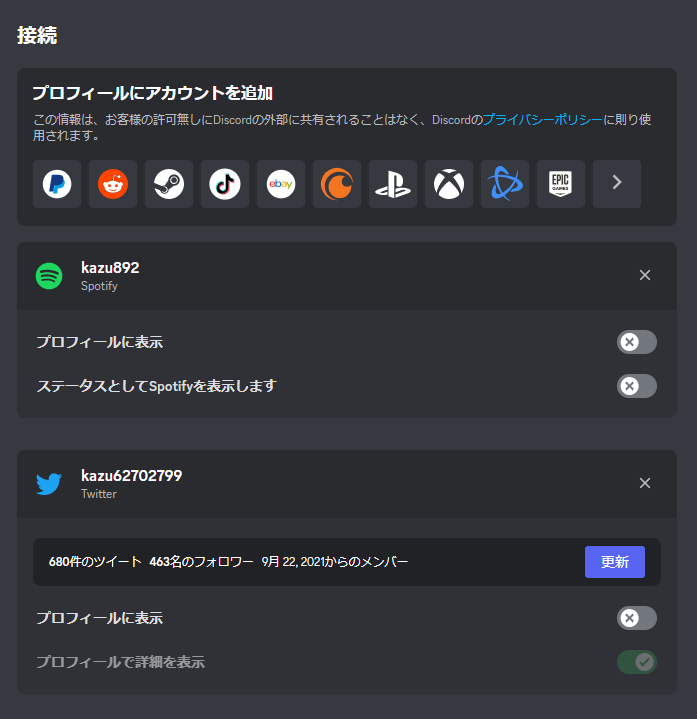 接続
プロフィールにアカウントを追加
この情報は、お客様の許可無しにDiscordの外部に共有されることはなく、Discordのプライバシーポリシーに則り使
用されます。
ebay
EPIC
GAMES
kazu892
Spotify
プロフィールに表示
ステータスとしてSpotifyを表示します
kazu62702799
Twitter
680件のツイート 463名のフォロワー 9月 22, 2021からのメンバー
更新
プロフィールに表示
プロフィールで詳細を表示